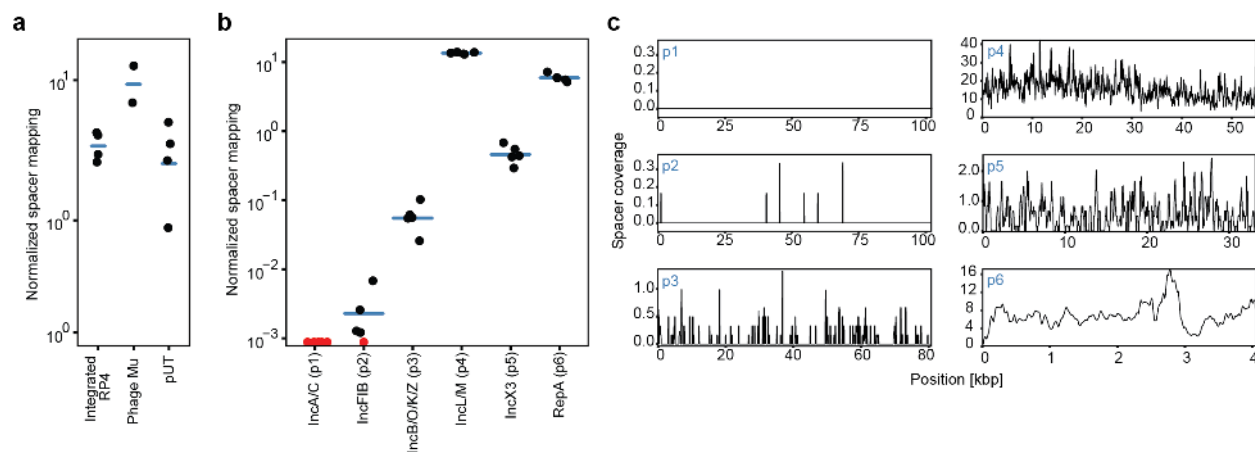 a
Normalized spacer mapping
10¹
10⁰
10⁰
Integrated
RP4
Phage Mu
pUT
b
Normalized spacer mapping
10¹
10⁰
10⁻¹
10⁻²
10⁻³
IncA/C (p1)
IncFIB (p2)
IncB/O/K/Z (p3)
IncL/M (p4)
IncX3 (p5)
RepA (p6)
c
Spacer coverage
p1
0.3
0.2
0.1
0.0
0 25 50 75 100
p4
40
30
20
10
0
0 10 20 30 40 50
p2
0.3
0.2
0.1
0.0
0 25 50 75 100
p5
2.0
1.0
0.0
0 10 20 30
p3
1.0
0.5
0.0
0 20 40 60 80
p6
16
12
8
4
0
0 1 2 3 4
Position [kbp]